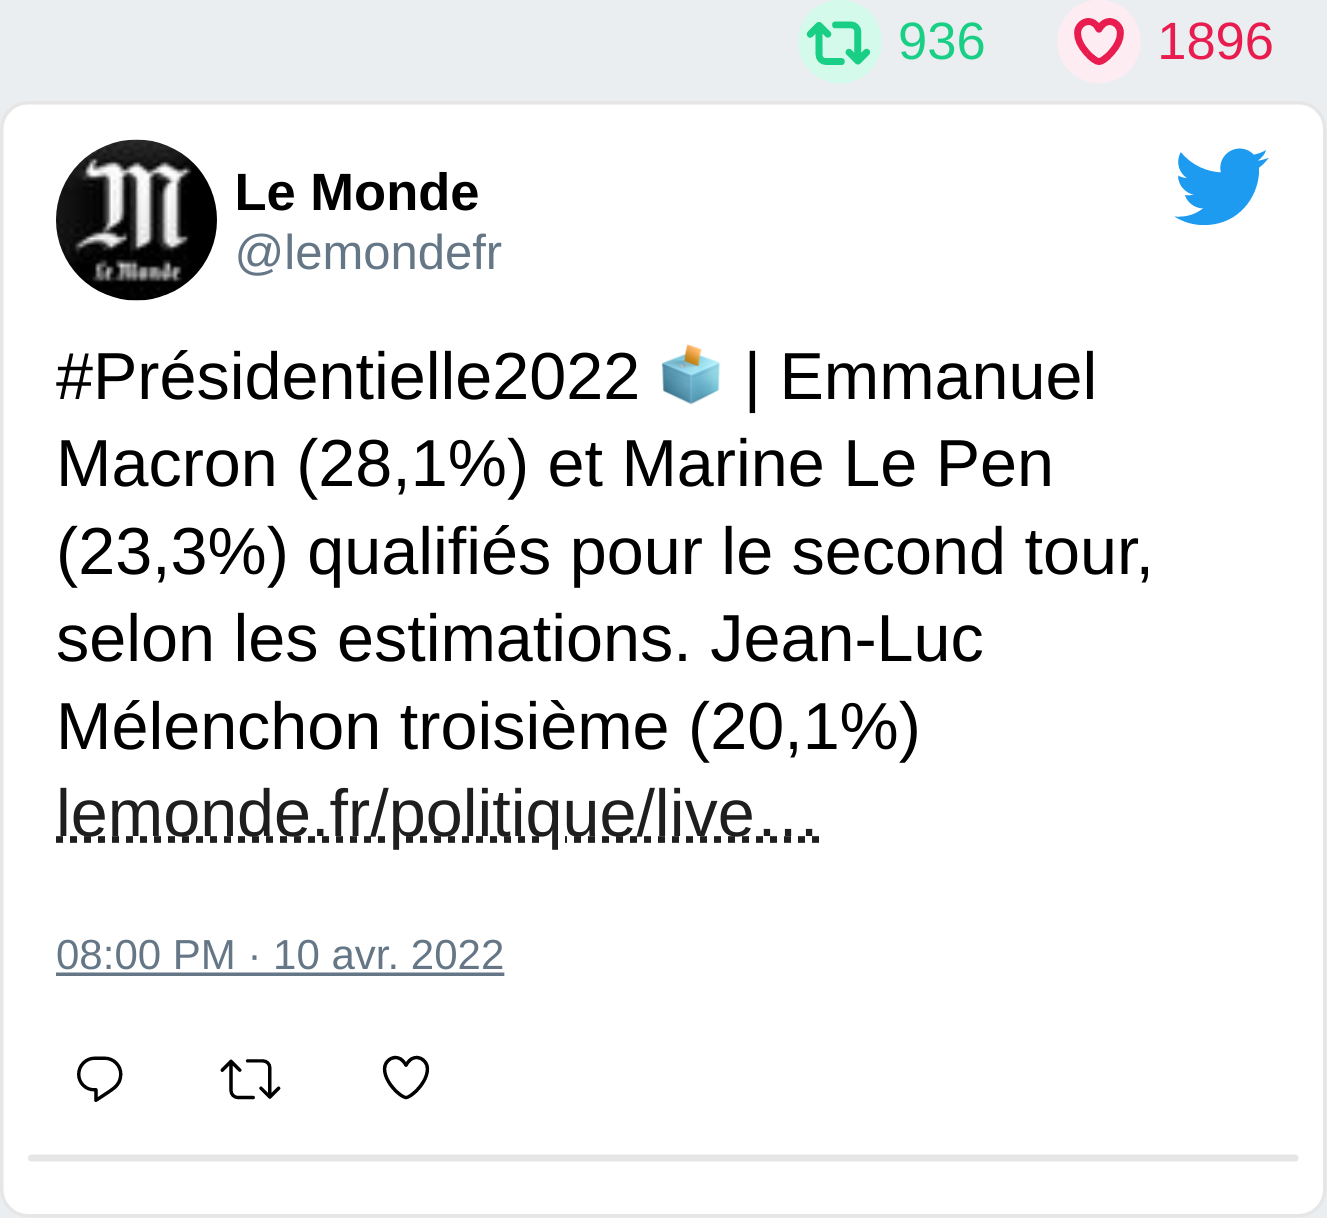 936 1896
Le Monde
Le Monde
@lemondefr
#Présidentielle2022 🗳️ | Emmanuel
Macron (28,1%) et Marine Le Pen
(23,3%) qualifiés pour le second tour,
selon les estimations. Jean-Luc
Mélenchon troisième (20,1%)
lemonde.fr/politique/live…
08:00 PM · 10 avr. 2022